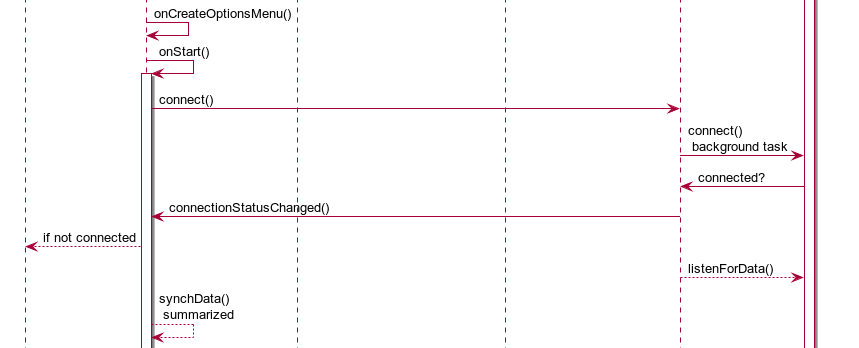 onCreateOptionsMenu()
onStart()
connect()
connect()
background task
connected?
connectionStatusChanged()
if not connected
listenForData()
synchData()
summarized